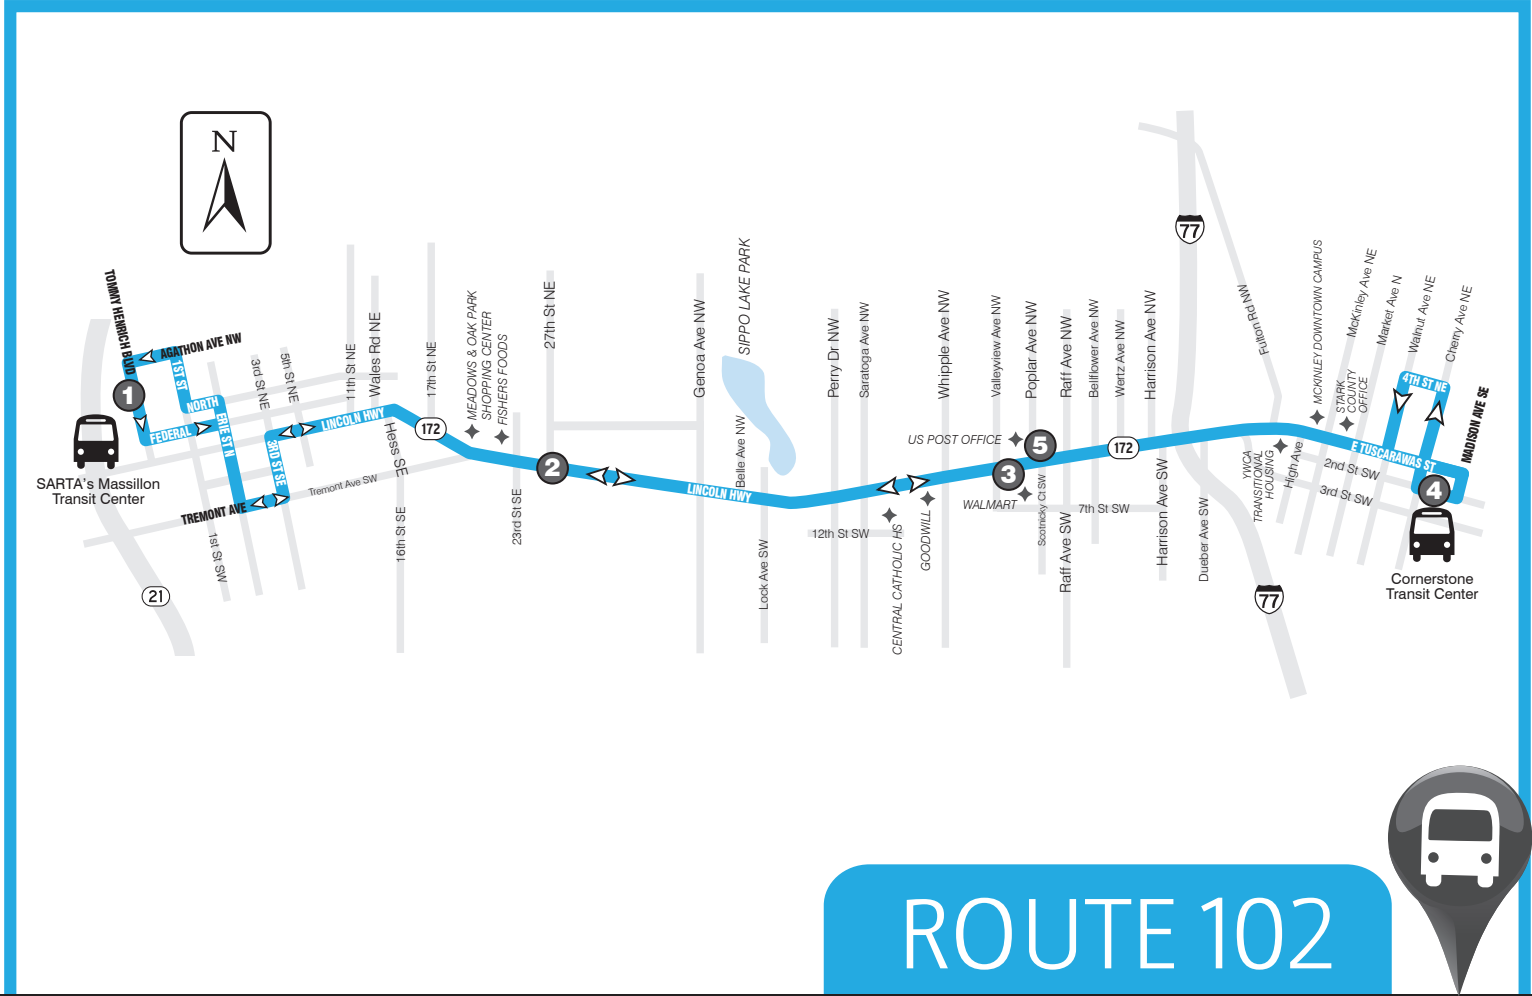 N
TOMMY HENRICH BLVD
AGATHON AVE NW
1ST ST
NORTH
FEDERAL
ERIE ST N
1
SARTA's Massillon
Transit Center
TREMONT AVE
3RD ST SE
LINCOLN HWY
3rd St NE
5th St NE
11th St NE
Wales Rd NE
17th St NE
172
Hess SE
Tremont Ave SW
1st St SW
21
16th St SE
MEADOWS & OAK PARK
SHOPPING CENTER
FISHERS FOODS
23rd St SE
27th St NE
2
Genoa Ave NW
SIPPO LAKE PARK
Belle Ave NW
LINCOLN HWY
Lock Ave SW
Perry Dr NW
Saratoga Ave NW
12th St SW
CENTRAL CATHOLIC HS
GOODWILL
Whipple Ave NW
US POST OFFICE
5
3
WALMART
Valleyview Ave NW
Poplar Ave NW
Scotnicky Ct SW
Raff Ave NW
Raff Ave SW
Bellflower Ave NW
Wertz Ave NW
Harrison Ave NW
172
7th St SW
Harrison Ave SW
Dueber Ave SW
77
77
Fulton Rd NW
YWCA
TRANSITIONAL
HOUSING
High Ave
MCKINLEY DOWNTOWN CAMPUS
STARK
COUNTY
OFFICE
McKinley Ave NE
Market Ave N
Walnut Ave NE
Cherry Ave NE
4TH ST NE
E TUSCARAWAS ST
MADISON AVE SE
2nd St SW
3rd St SW
4
Cornerstone
Transit Center
ROUTE 102